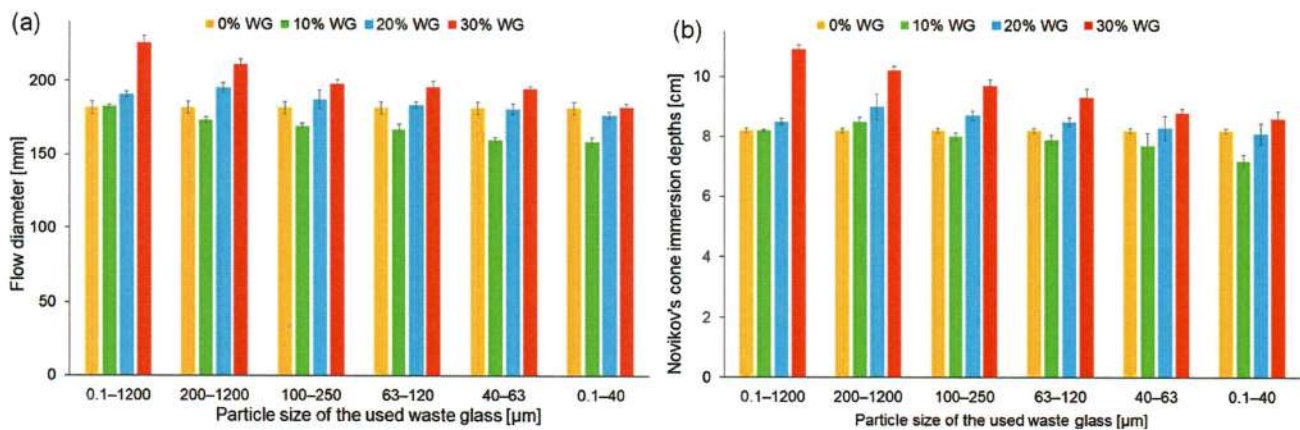 (a)
0% WG 10% WG 20% WG 30% WG
Flow diameter [mm]
200
150
100
50
0
0.1–1200 200–1200 100–250 63–120 40–63 0.1–40
Particle size of the used waste glass [µm]
(b)
0% WG 10% WG 20% WG 30% WG
Novikov's cone immersion depths [cm]
10
8
6
4
2
0
0.1–1200 200–1200 100–250 63–120 40–63 0.1–40
Particle size of the used waste glass [µm]